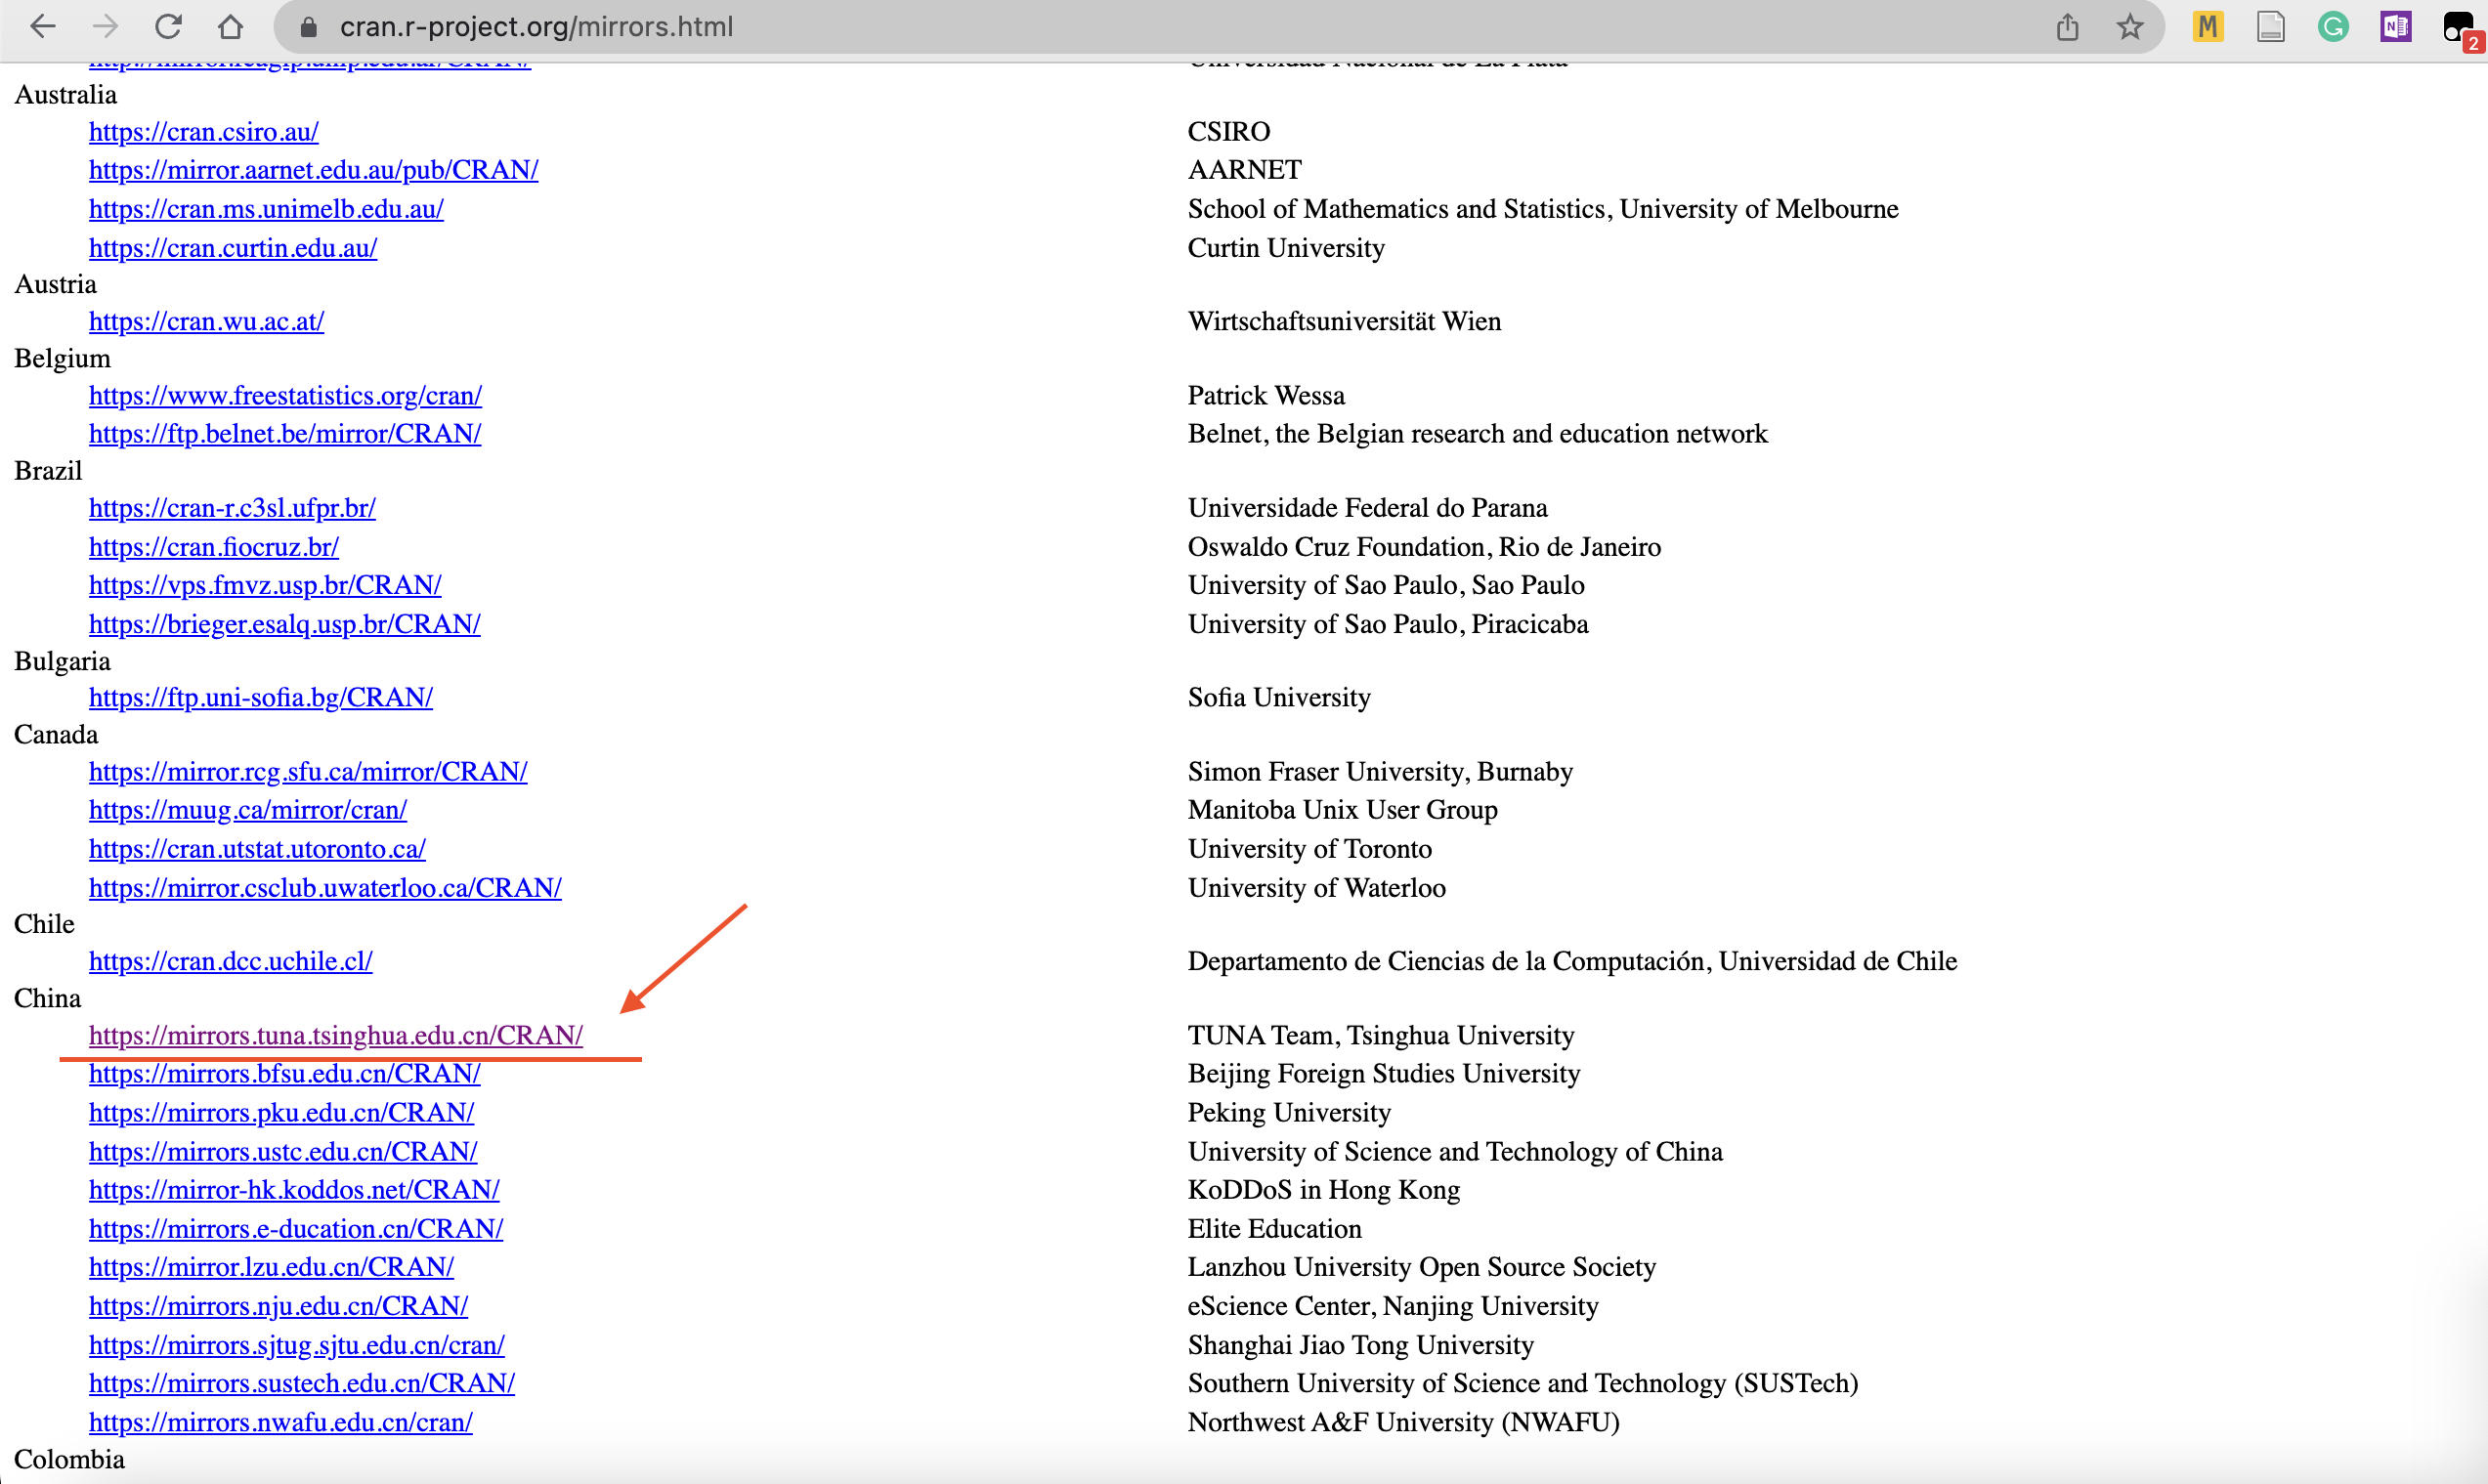 cran.r-project.org/mirrors.html
M
G
N
2
Universidad Nacional de La Plata
Australia
https://cran.csiro.au/ CSIRO
https://mirror.aarnet.edu.au/pub/CRAN/ AARNET
https://cran.ms.unimelb.edu.au/ School of Mathematics and Statistics, University of Melbourne
https://cran.curtin.edu.au/ Curtin University
Austria
https://cran.wu.ac.at/ Wirtschaftsuniversität Wien
Belgium
https://www.freestatistics.org/cran/ Patrick Wessa
https://ftp.belnet.be/mirror/CRAN/ Belnet, the Belgian research and education network
Brazil
https://cran-r.c3sl.ufpr.br/ Universidade Federal do Parana
https://cran.fiocruz.br/ Oswaldo Cruz Foundation, Rio de Janeiro
https://vps.fmvz.usp.br/CRAN/ University of Sao Paulo, Sao Paulo
https://brieger.esalq.usp.br/CRAN/ University of Sao Paulo, Piracicaba
Bulgaria
https://ftp.uni-sofia.bg/CRAN/ Sofia University
Canada
https://mirror.rcg.sfu.ca/mirror/CRAN/ Simon Fraser University, Burnaby
https://muug.ca/mirror/cran/ Manitoba Unix User Group
https://cran.utstat.utoronto.ca/ University of Toronto
https://mirror.csclub.uwaterloo.ca/CRAN/ University of Waterloo
Chile
https://cran.dcc.uchile.cl/ Departamento de Ciencias de la Computación, Universidad de Chile
China
https://mirrors.tuna.tsinghua.edu.cn/CRAN/ TUNA Team, Tsinghua University
https://mirrors.bfsu.edu.cn/CRAN/ Beijing Foreign Studies University
https://mirrors.pku.edu.cn/CRAN/ Peking University
https://mirrors.ustc.edu.cn/CRAN/ University of Science and Technology of China
https://mirror-hk.koddos.net/CRAN/ KoDDoS in Hong Kong
https://mirrors.e-ducation.cn/CRAN/ Elite Education
https://mirror.lzu.edu.cn/CRAN/ Lanzhou University Open Source Society
https://mirrors.nju.edu.cn/CRAN/ eScience Center, Nanjing University
https://mirrors.sjtug.sjtu.edu.cn/cran/ Shanghai Jiao Tong University
https://mirrors.sustech.edu.cn/CRAN/ Southern University of Science and Technology (SUSTech)
https://mirrors.nwafu.edu.cn/cran/ Northwest A&F University (NWAFU)
Colombia